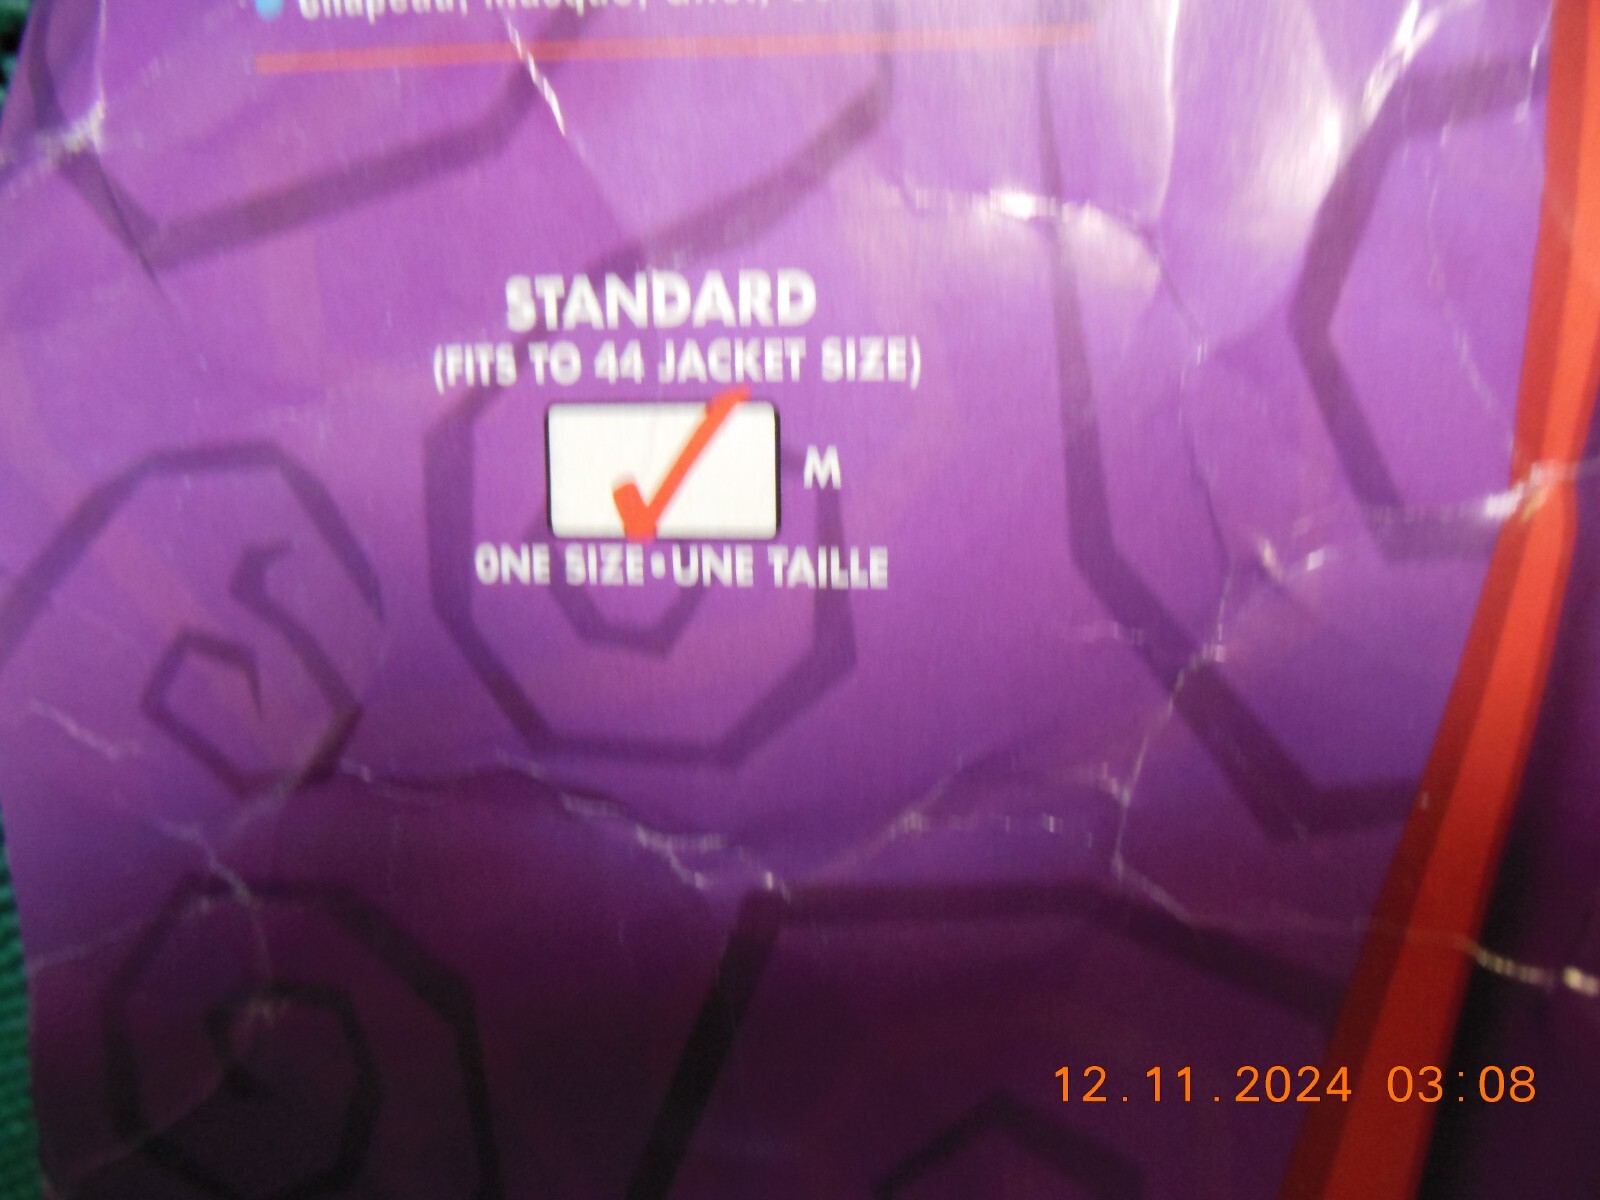 STANDARD
(FITS TO 44 JACKET SIZE)
M
ONE SIZE • UNE TAILLE
12.11.2024 03:08